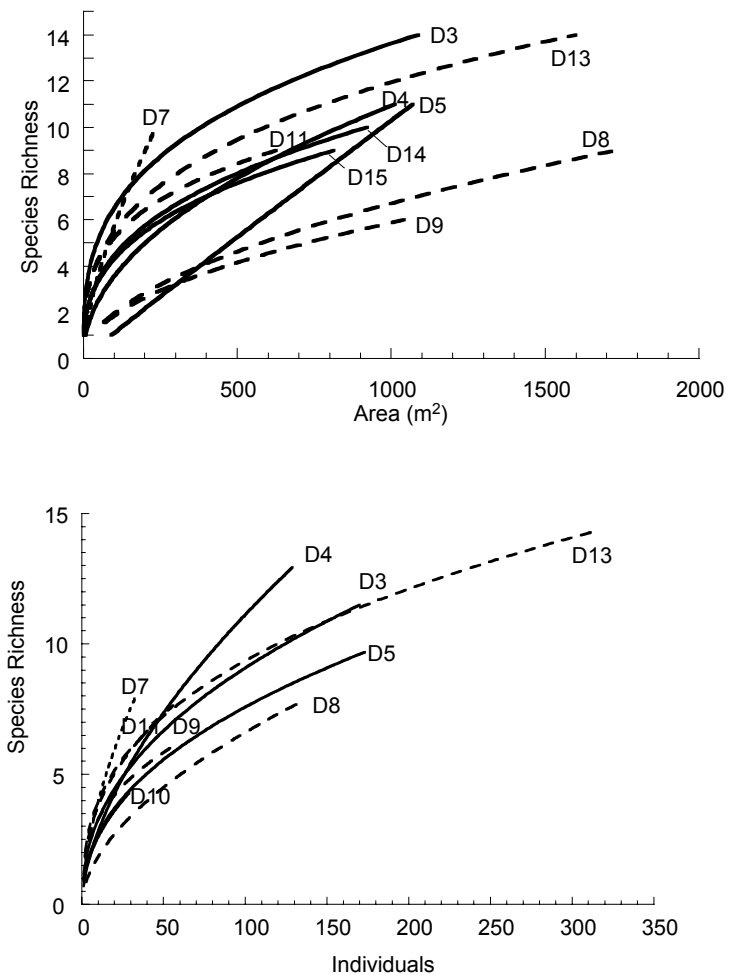 Species Richness
14
12
10
8
6
4
2
0
D3
D13
D7
D4
D5
D11
D14
D8
D15
D9
0
500
1000
1500
2000
Area (m²)
Species Richness
15
10
5
0
D4
D13
D3
D7
D5
D11
D9
D8
D10
0
50
100
150
200
250
300
350
Individuals